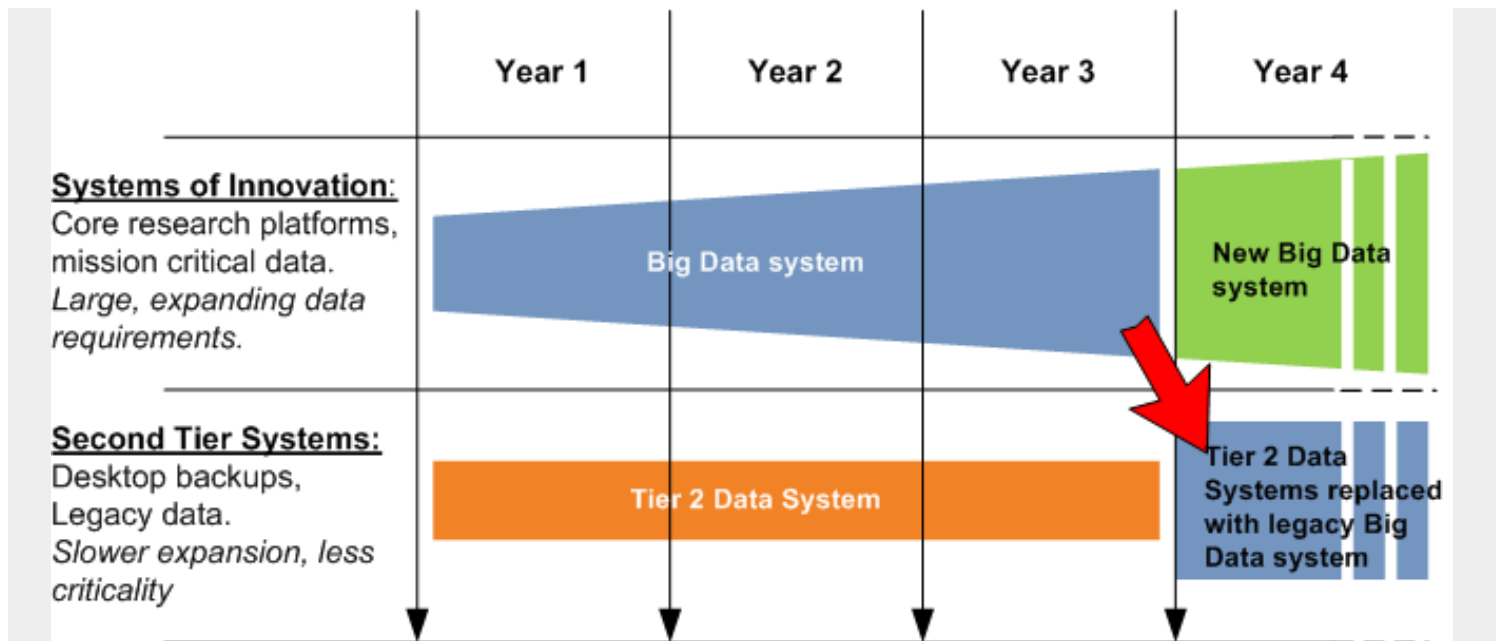 Year 1
Year 2
Year 3
Year 4
Systems of Innovation:
Core research platforms,
mission critical data.
Large, expanding data
requirements.
Big Data system
New Big Data
system
Second Tier Systems:
Desktop backups,
Legacy data.
Slower expansion, less
criticality
Tier 2 Data System
Tier 2 Data
Systems replaced
with legacy Big
Data system